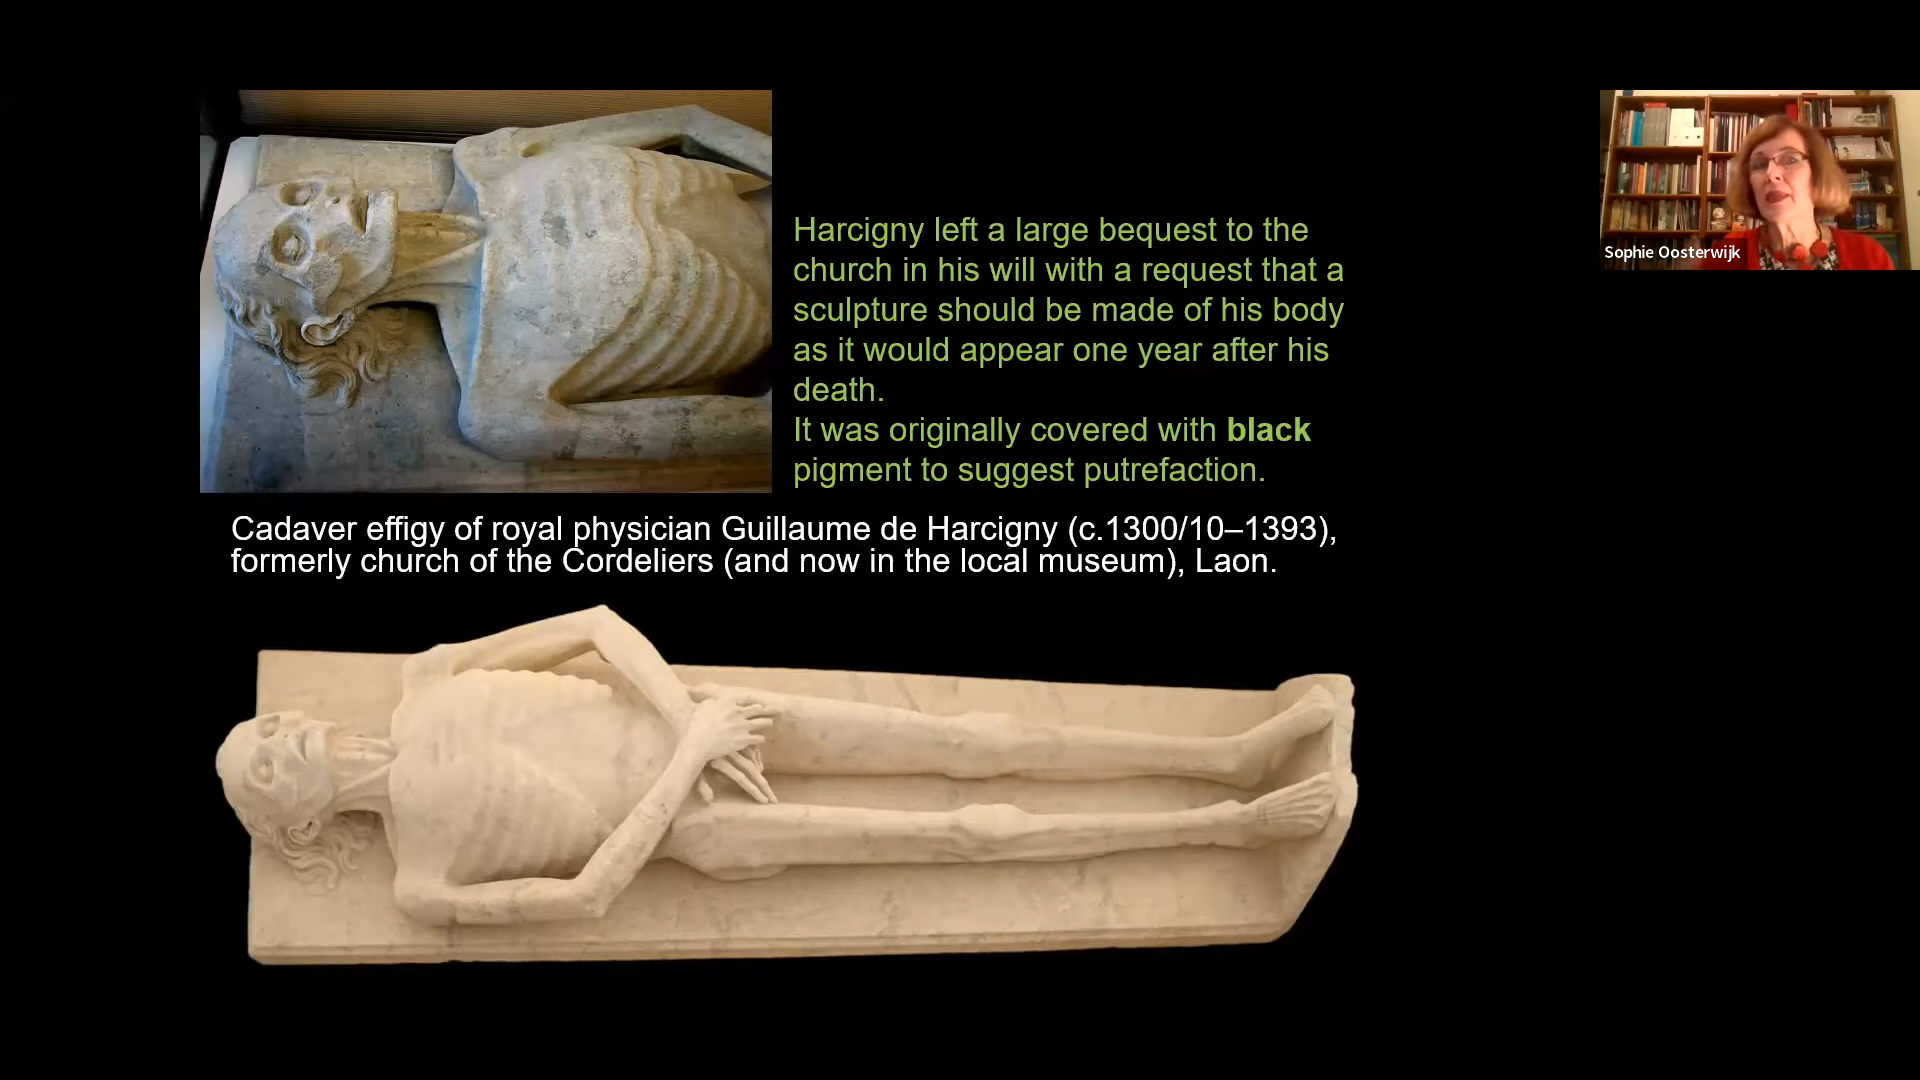 Harcigny left a large bequest to the
church in his will with a request that a
sculpture should be made of his body
as it would appear one year after his
death.
It was originally covered with black
pigment to suggest putrefaction.
Sophie Oosterwijk
Cadaver effigy of royal physician Guillaume de Harcigny (c.1300/10–1393),
formerly church of the Cordeliers (and now in the local museum), Laon.